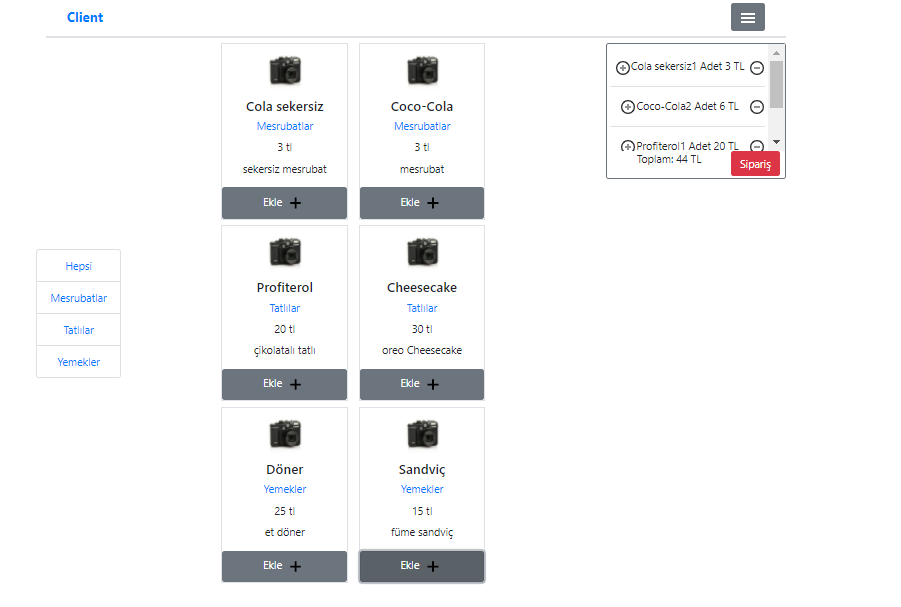 Client
Cola sekersiz
Mesrubatlar
3 tl
sekersiz mesrubat
Ekle
Coco-Cola
Mesrubatlar
3 tl
mesrubat
Ekle
Cola sekersiz1 Adet 3 TL
Coco-Cola2 Adet 6 TL
Profiterol1 Adet 20 TL
Toplam: 44 TL
Sipariş
Hepsi
Mesrubatlar
Tatlılar
Yemekler
Profiterol
Tatlılar
20 tl
çikolatalı tatlı
Ekle
Cheesecake
Tatlılar
30 tl
oreo Cheesecake
Ekle
Döner
Yemekler
25 tl
et döner
Ekle
Sandviç
Yemekler
15 tl
füme sandviç
Ekle